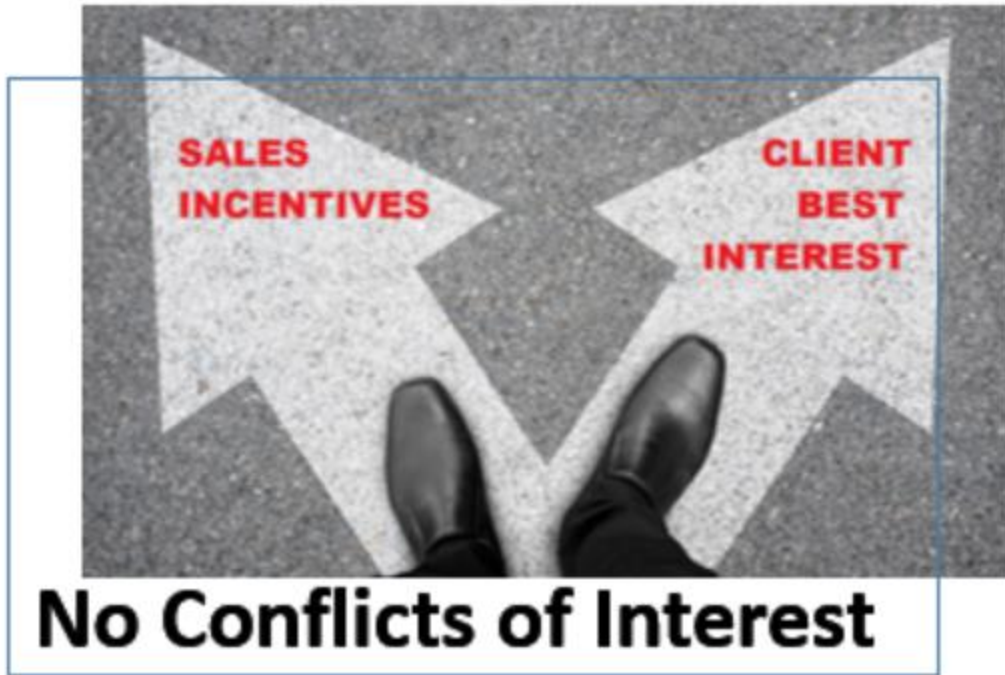 SALES
INCENTIVES
CLIENT
BEST
INTEREST
No Conflicts of Interest